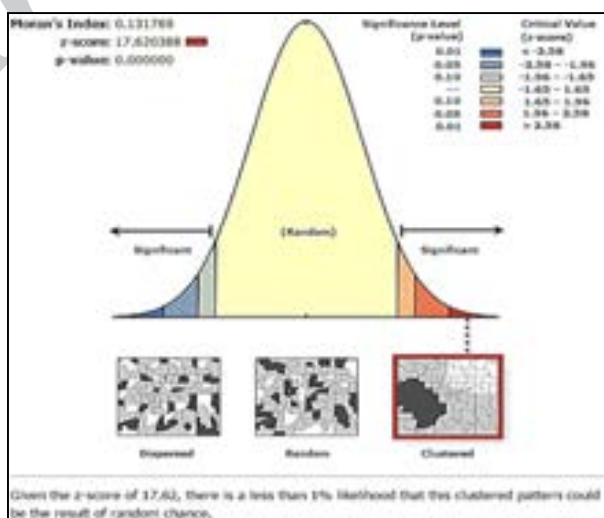 Moran's Index: 0.131788
z-score: 17.620388
p-value: 0.000000
Significance Level
(p-value)
Critical Value
(z-scores)
0.01 < -2.58
0.05 -2.58 – -1.96
0.10 -1.96 – -1.65
--- -1.65 – 1.65
0.10 1.65 – 1.96
0.05 1.96 – 2.58
0.01 > 2.58
Significant
(Random)
Significant
Dispersed
Random
Clustered
Given the z-score of 17.62, there is a less than 1% likelihood that this clustered pattern could
be the result of random chance.